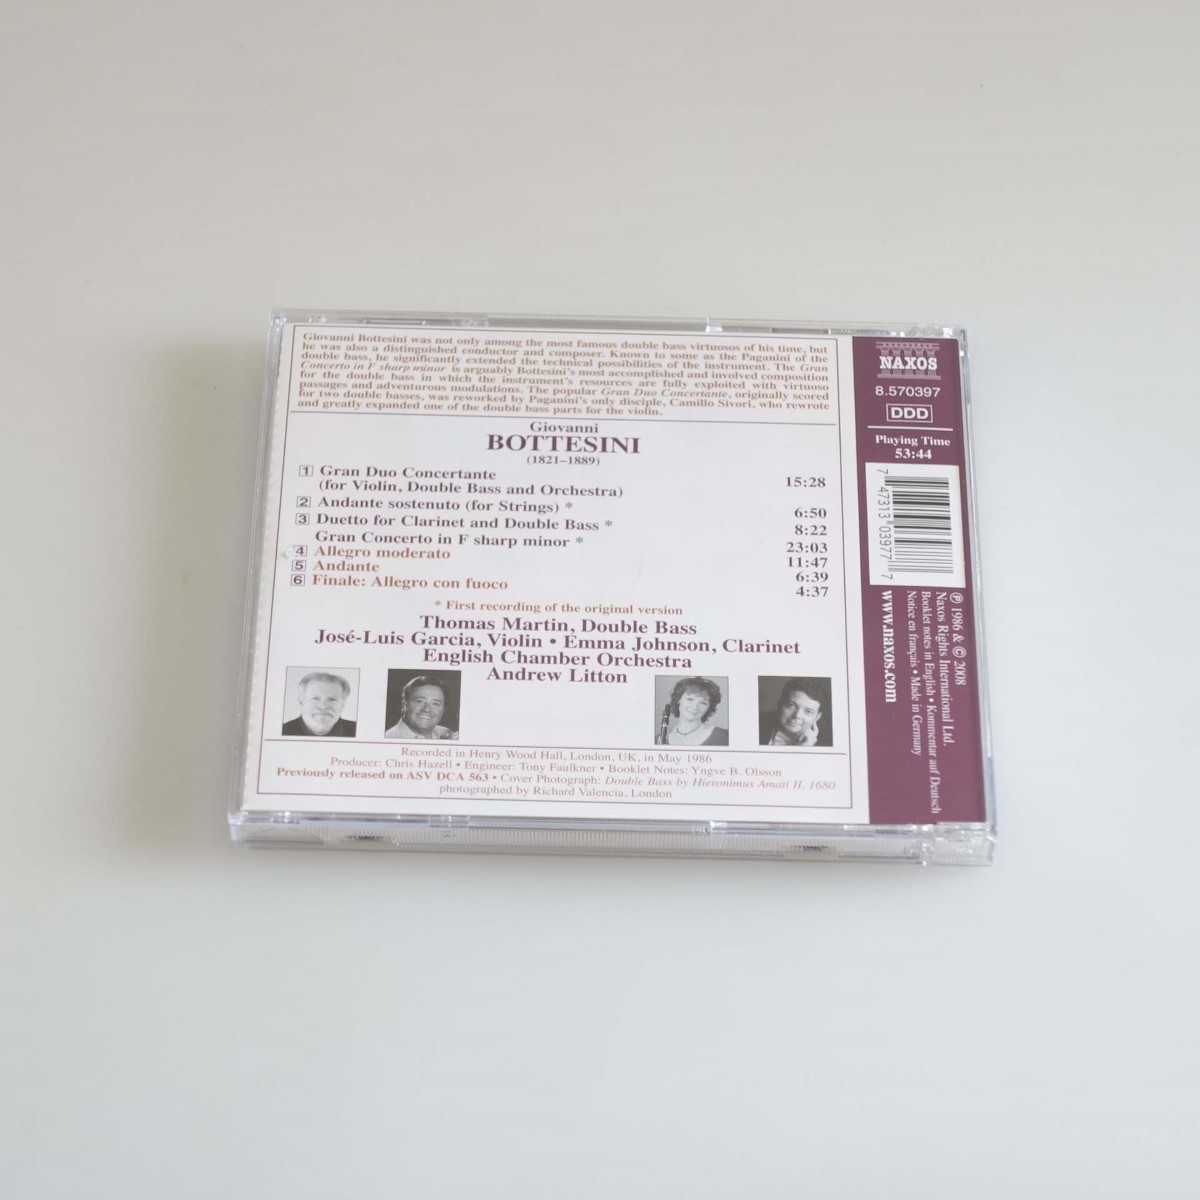 Giovanni Bottesini was not only among the most famous double bass virtuosos of his time, but
he was also a distinguished conductor and composer. Known to some as the Paganini of the
double bass, he significantly extended the technical possibilities of the instrument. The Gran
Concerto in F sharp minor is arguably Bottesini's most accomplished and involved composition
for the double bass in which the instrument's resources are fully exploited with virtuoso
passages and adventurous modulations. The popular Gran Duo Concertante, originally scored
for two double basses, was reworked by Paganini's only disciple, Camillo Sivori, who rewrote
and greatly expanded one of the double bass parts for the violin.
Giovanni
BOTTESINI
(1821–1889)
1 Gran Duo Concertante
(for Violin, Double Bass and Orchestra) 15:28
2 Andante sostenuto (for Strings) * 6:50
3 Duetto for Clarinet and Double Bass * 8:22
Gran Concerto in F sharp minor * 23:03
4 Allegro moderato 11:47
5 Andante 6:39
6 Finale: Allegro con fuoco 4:37
* First recording of the original version
Thomas Martin, Double Bass
José-Luis Garcia, Violin • Emma Johnson, Clarinet
English Chamber Orchestra
Andrew Litton
Recorded in Henry Wood Hall, London, UK, in May 1986
Producer: Chris Hazell • Engineer: Tony Faulkner • Booklet Notes: Yngve B. Olsson
Previously released on ASV DCA 563 • Cover Photograph: Double Bass by Hieronimus Amati II, 1680
photographed by Richard Valencia, London
NAXOS
8.570397
DDD
Playing Time
53:44
7 47313 03977 7
℗ 1986 & © 2008
Naxos Rights International Ltd.
Booklet notes in English • Kommentar auf Deutsch
Notice en français • Made in Germany
www.naxos.com